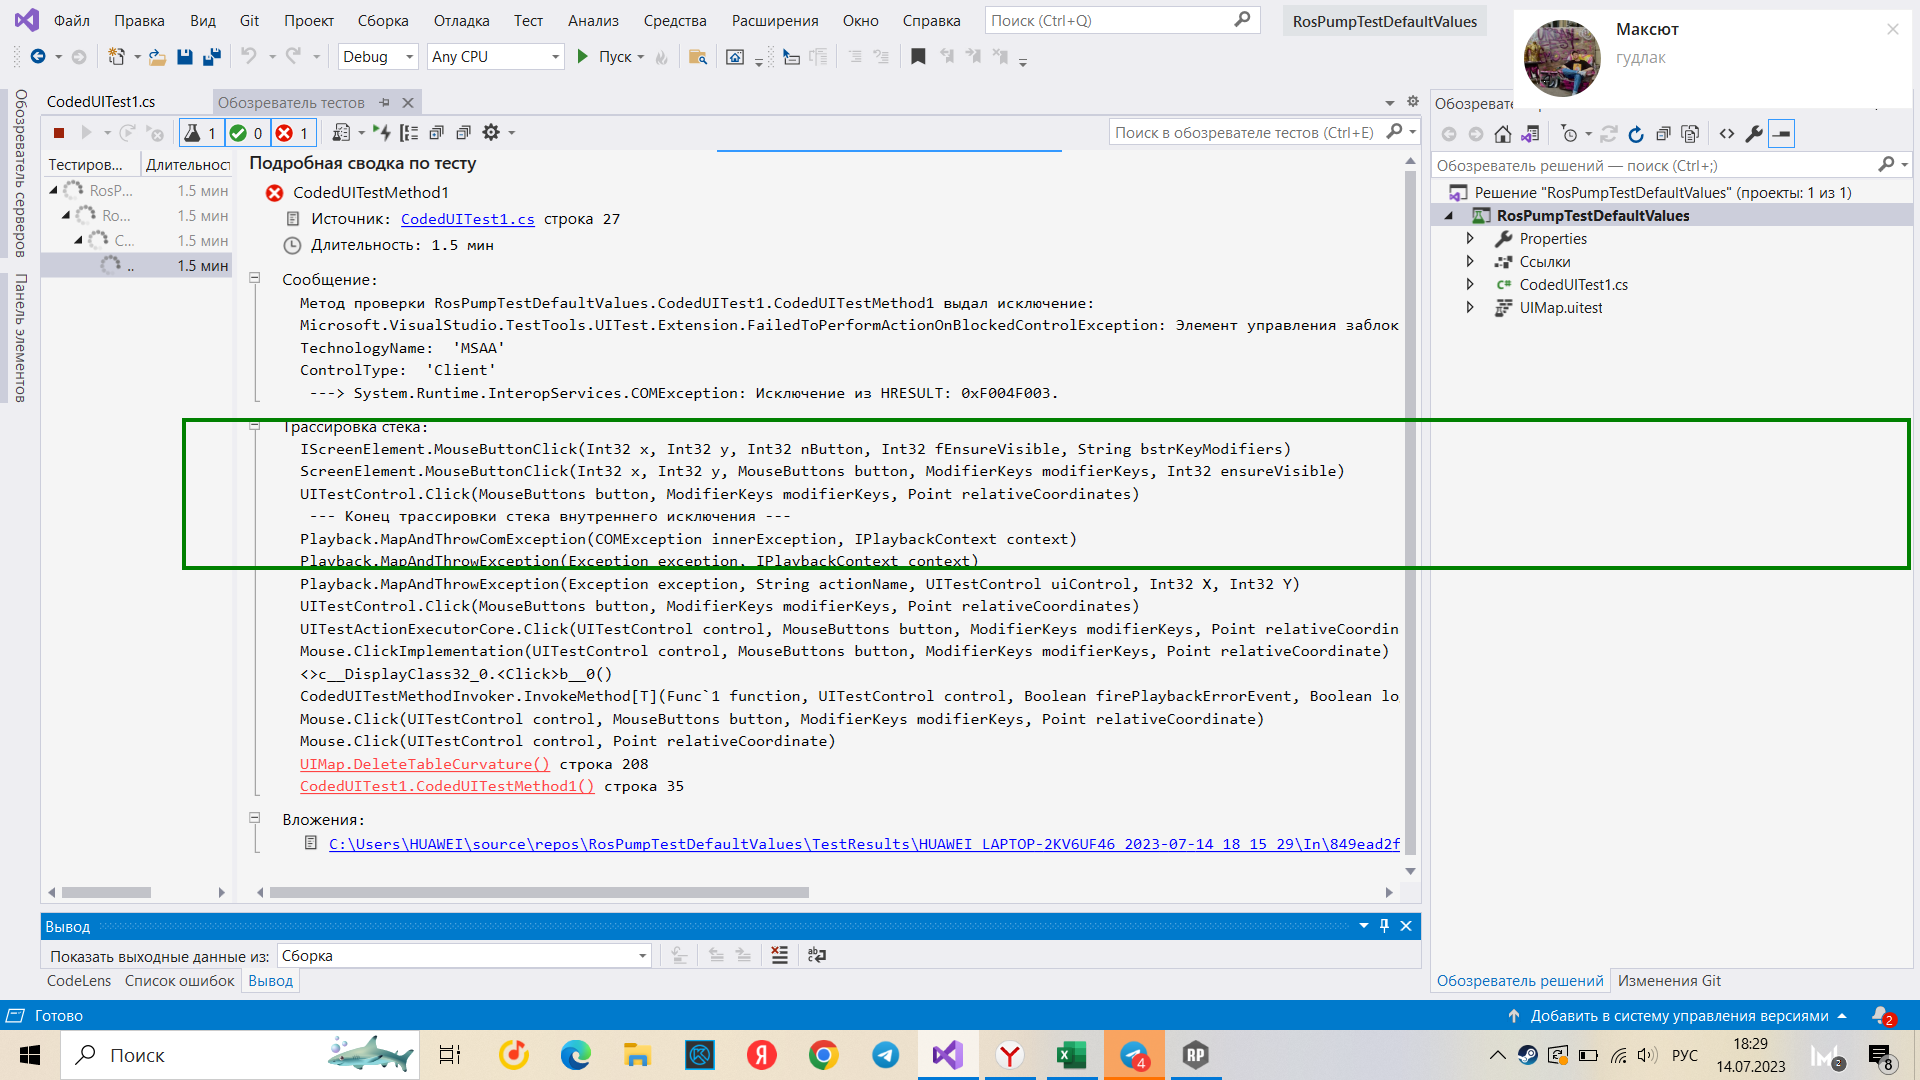 Файл Правка Вид Git Проект Сборка Отладка Тест Анализ Средства Расширения Окно Справка Поиск (Ctrl+Q) RosPumpTestDefaultValues
Максют
гудлак
Debug Any CPU Пуск
Обозреватель серверов
Панель элементов
CodedUITest1.cs Обозреватель тестов
1 0 1 Поиск в обозревателе тестов (Ctrl+E)
Тестиров... Длительност
RosP... 1.5 мин
Ro... 1.5 мин
C... 1.5 мин
.. 1.5 мин
Подробная сводка по тесту
CodedUITestMethod1
Источник: CodedUITest1.cs строка 27
Длительность: 1.5 мин
Сообщение:
Метод проверки RosPumpTestDefaultValues.CodedUITest1.CodedUITestMethod1 выдал исключение:
Microsoft.VisualStudio.TestTools.UITest.Extension.FailedToPerformActionOnBlockedControlException: Элемент управления заблок
TechnologyName: 'MSAA'
ControlType: 'Client'
---> System.Runtime.InteropServices.COMException: Исключение из HRESULT: 0xF004F003.
Трассировка стека:
IScreenElement.MouseButtonClick(Int32 x, Int32 y, Int32 nButton, Int32 fEnsureVisible, String bstrKeyModifiers)
ScreenElement.MouseButtonClick(Int32 x, Int32 y, MouseButtons button, ModifierKeys modifierKeys, Int32 ensureVisible)
UITestControl.Click(MouseButtons button, ModifierKeys modifierKeys, Point relativeCoordinates)
--- Конец трассировки стека внутреннего исключения ---
Playback.MapAndThrowComException(COMException innerException, IPlaybackContext context)
Playback.MapAndThrowException(Exception exception, IPlaybackContext context)
Playback.MapAndThrowException(Exception exception, String actionName, UITestControl uiControl, Int32 X, Int32 Y)
UITestControl.Click(MouseButtons button, ModifierKeys modifierKeys, Point relativeCoordinates)
UITestActionExecutorCore.Click(UITestControl control, MouseButtons button, ModifierKeys modifierKeys, Point relativeCoordin
Mouse.ClickImplementation(UITestControl control, MouseButtons button, ModifierKeys modifierKeys, Point relativeCoordinate)
<>c__DisplayClass32_0.<Click>b__0()
CodedUITestMethodInvoker.InvokeMethod[T](Func`1 function, UITestControl control, Boolean firePlaybackErrorEvent, Boolean lo
Mouse.Click(UITestControl control, MouseButtons button, ModifierKeys modifierKeys, Point relativeCoordinate)
Mouse.Click(UITestControl control, Point relativeCoordinate)
UIMap.DeleteTableCurvature() строка 208
CodedUITest1.CodedUITestMethod1() строка 35
Вложения:
C:\Users\HUAWEI\source\repos\RosPumpTestDefaultValues\TestResults\HUAWEI_LAPTOP-2KV6UF46_2023-07-14_18_15_29\In\849ead2f
Обозревате
Обозреватель решений — поиск (Ctrl+;)
Решение "RosPumpTestDefaultValues" (проекты: 1 из 1)
RosPumpTestDefaultValues
Properties
Ссылки
CodedUITest1.cs
UIMap.uitest
Вывод
Показать выходные данные из: Сборка
CodeLens Список ошибок Вывод
Обозреватель решений Изменения Git
Готово Добавить в систему управления версиями 2
Поиск 4 RP РУС 18:29
14.07.2023 2 8